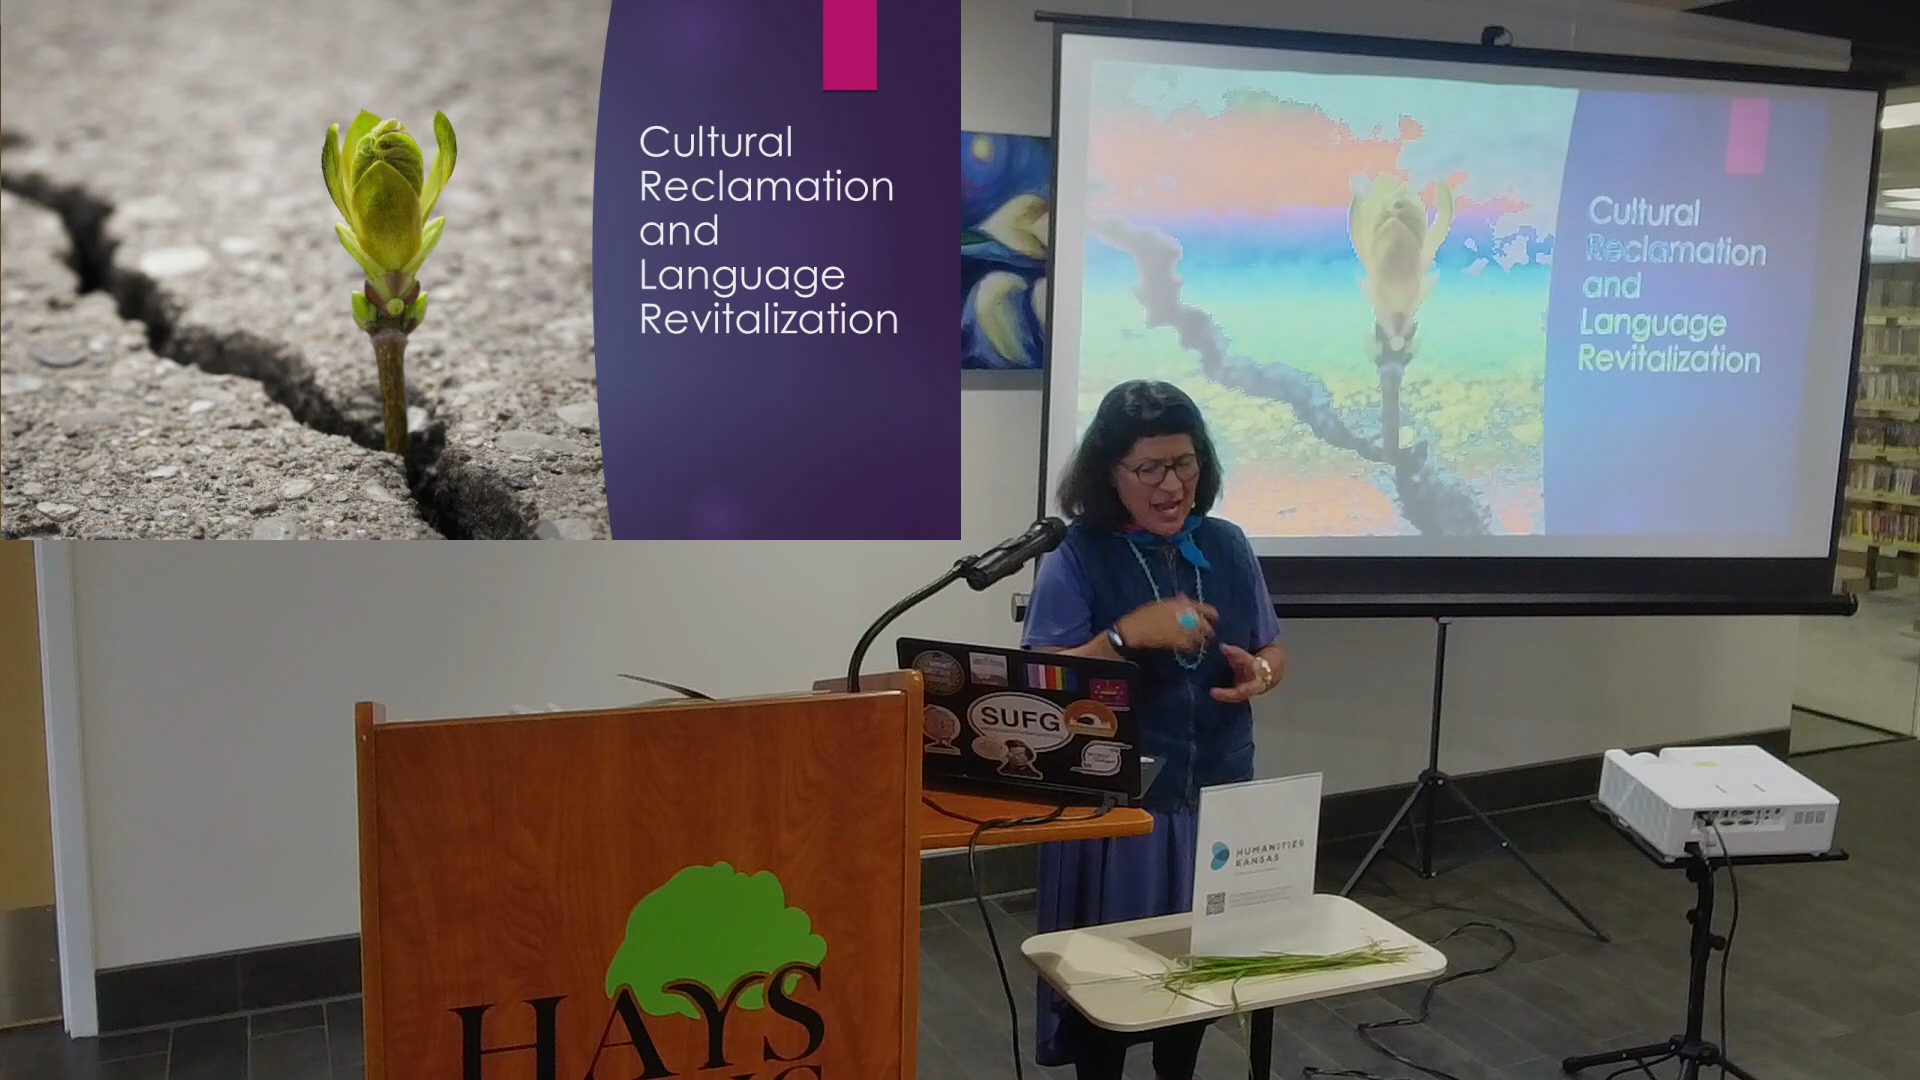 Cultural
Reclamation
and
Language
Revitalization
Cultural
Reclamation
and
Language
Revitalization
SUFG
HUMANITIES
KANSAS
HAYS